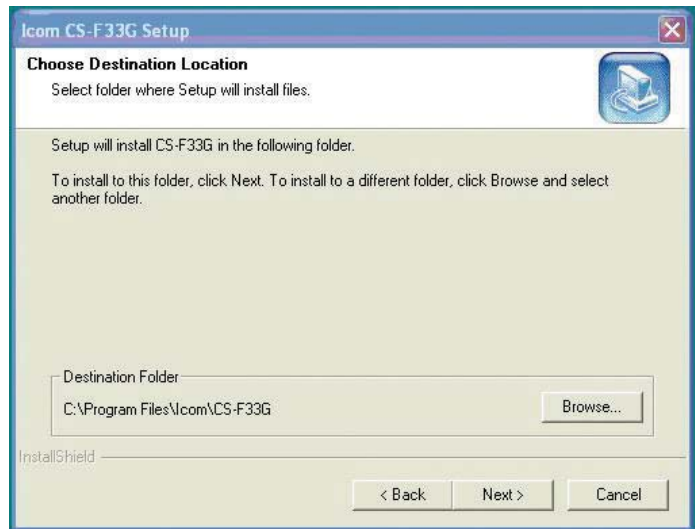 Icom CS-F33G Setup
Choose Destination Location
Select folder where Setup will install files.
Setup will install CS-F33G in the following folder.
To install to this folder, click Next. To install to a different folder, click Browse and select
another folder.
Destination Folder
C:\Program Files\Icom\CS-F33G
Browse...
InstallShield
< Back
Next >
Cancel